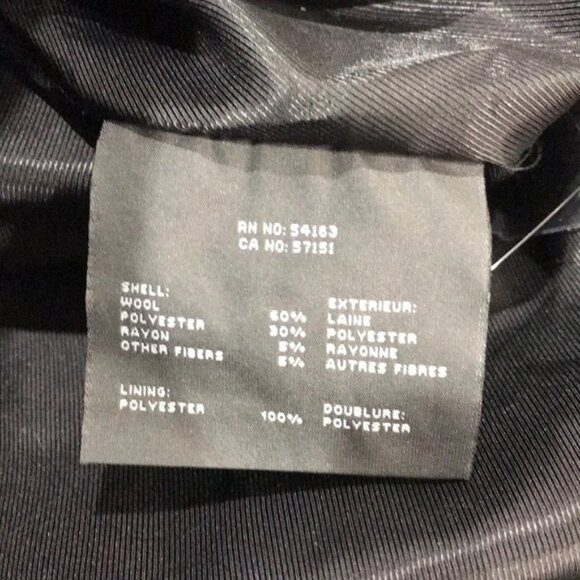 RN NO: 54163
CA NO: 57151
SHELL:
WOOL 60%
POLYESTER 30%
RAYON 5%
OTHER FIBERS 5%
LINING:
POLYESTER 100%
EXTERIEUR:
LAINE
POLYESTER
RAYONNE
AUTRES FIBRES
DOUBLURE:
POLYESTER